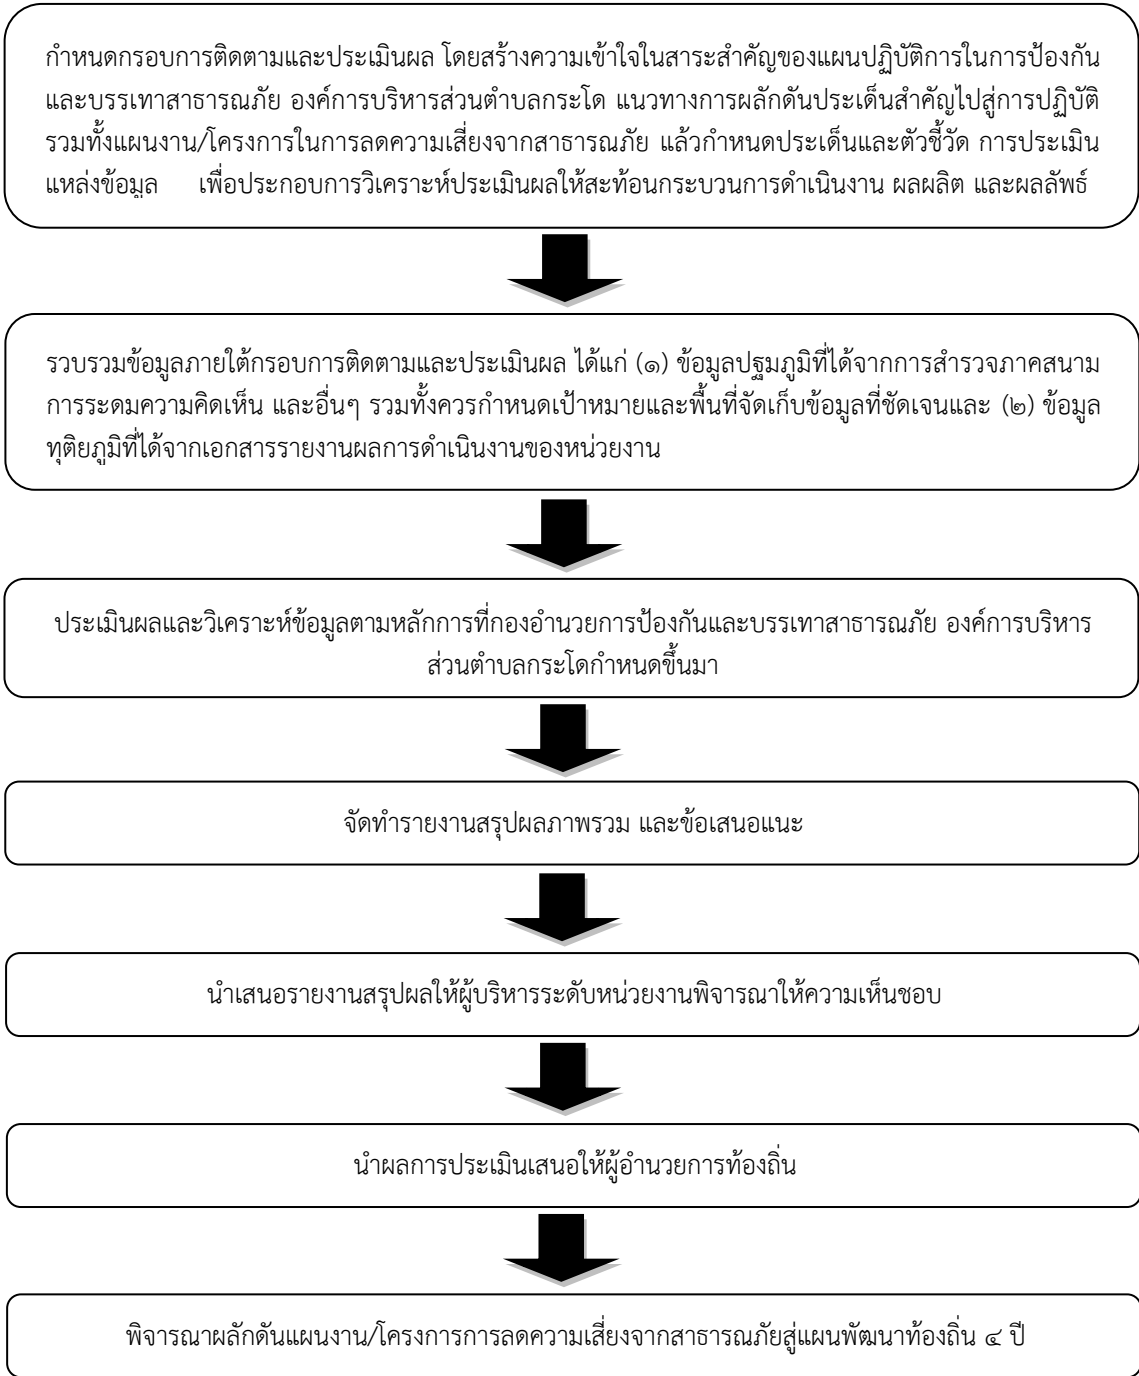 กำหนดกรอบการติดตามและประเมินผล โดยสร้างความเข้าใจในสาระสำคัญของแผนปฏิบัติการในการป้องกัน
และบรรเทาสาธารณภัย องค์การบริหารส่วนตำบลกระโด แนวทางการผลักดันประเด็นสำคัญไปสู่การปฏิบัติ
รวมทั้งแผนงาน/โครงการในการลดความเสี่ยงจากสาธารณภัย แล้วกำหนดประเด็นและตัวชี้วัด การประเมิน
แหล่งข้อมูล เพื่อประกอบการวิเคราะห์ประเมินผลให้สะท้อนกระบวนการดำเนินงาน ผลผลิต และผลลัพธ์
รวบรวมข้อมูลภายใต้กรอบการติดตามและประเมินผล ได้แก่ (๑) ข้อมูลปฐมภูมิที่ได้จากการสำรวจภาคสนาม
การระดมความคิดเห็น และอื่นๆ รวมทั้งควรกำหนดเป้าหมายและพื้นที่จัดเก็บข้อมูลที่ชัดเจนและ (๒) ข้อมูล
ทุติยภูมิที่ได้จากเอกสารรายงานผลการดำเนินงานของหน่วยงาน
ประเมินผลและวิเคราะห์ข้อมูลตามหลักการที่กองอำนวยการป้องกันและบรรเทาสาธารณภัย องค์การบริหาร
ส่วนตำบลกระโดกำหนดขึ้นมา
จัดทำรายงานสรุปผลภาพรวม และข้อเสนอแนะ
นำเสนอรายงานสรุปผลให้ผู้บริหารระดับหน่วยงานพิจารณาให้ความเห็นชอบ
นำผลการประเมินเสนอให้ผู้อำนวยการท้องถิ่น
พิจารณาผลักดันแผนงาน/โครงการการลดความเสี่ยงจากสาธารณภัยสู่แผนพัฒนาท้องถิ่น ๔ ปี